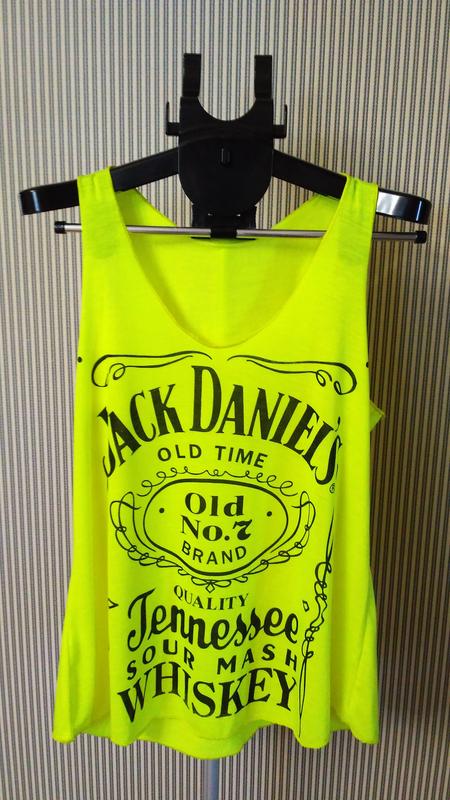 JACK DANIEL'S
®
OLD TIME
Old
No.7
BRAND
QUALITY
Tennessee
SOUR MASH
WHISKEY